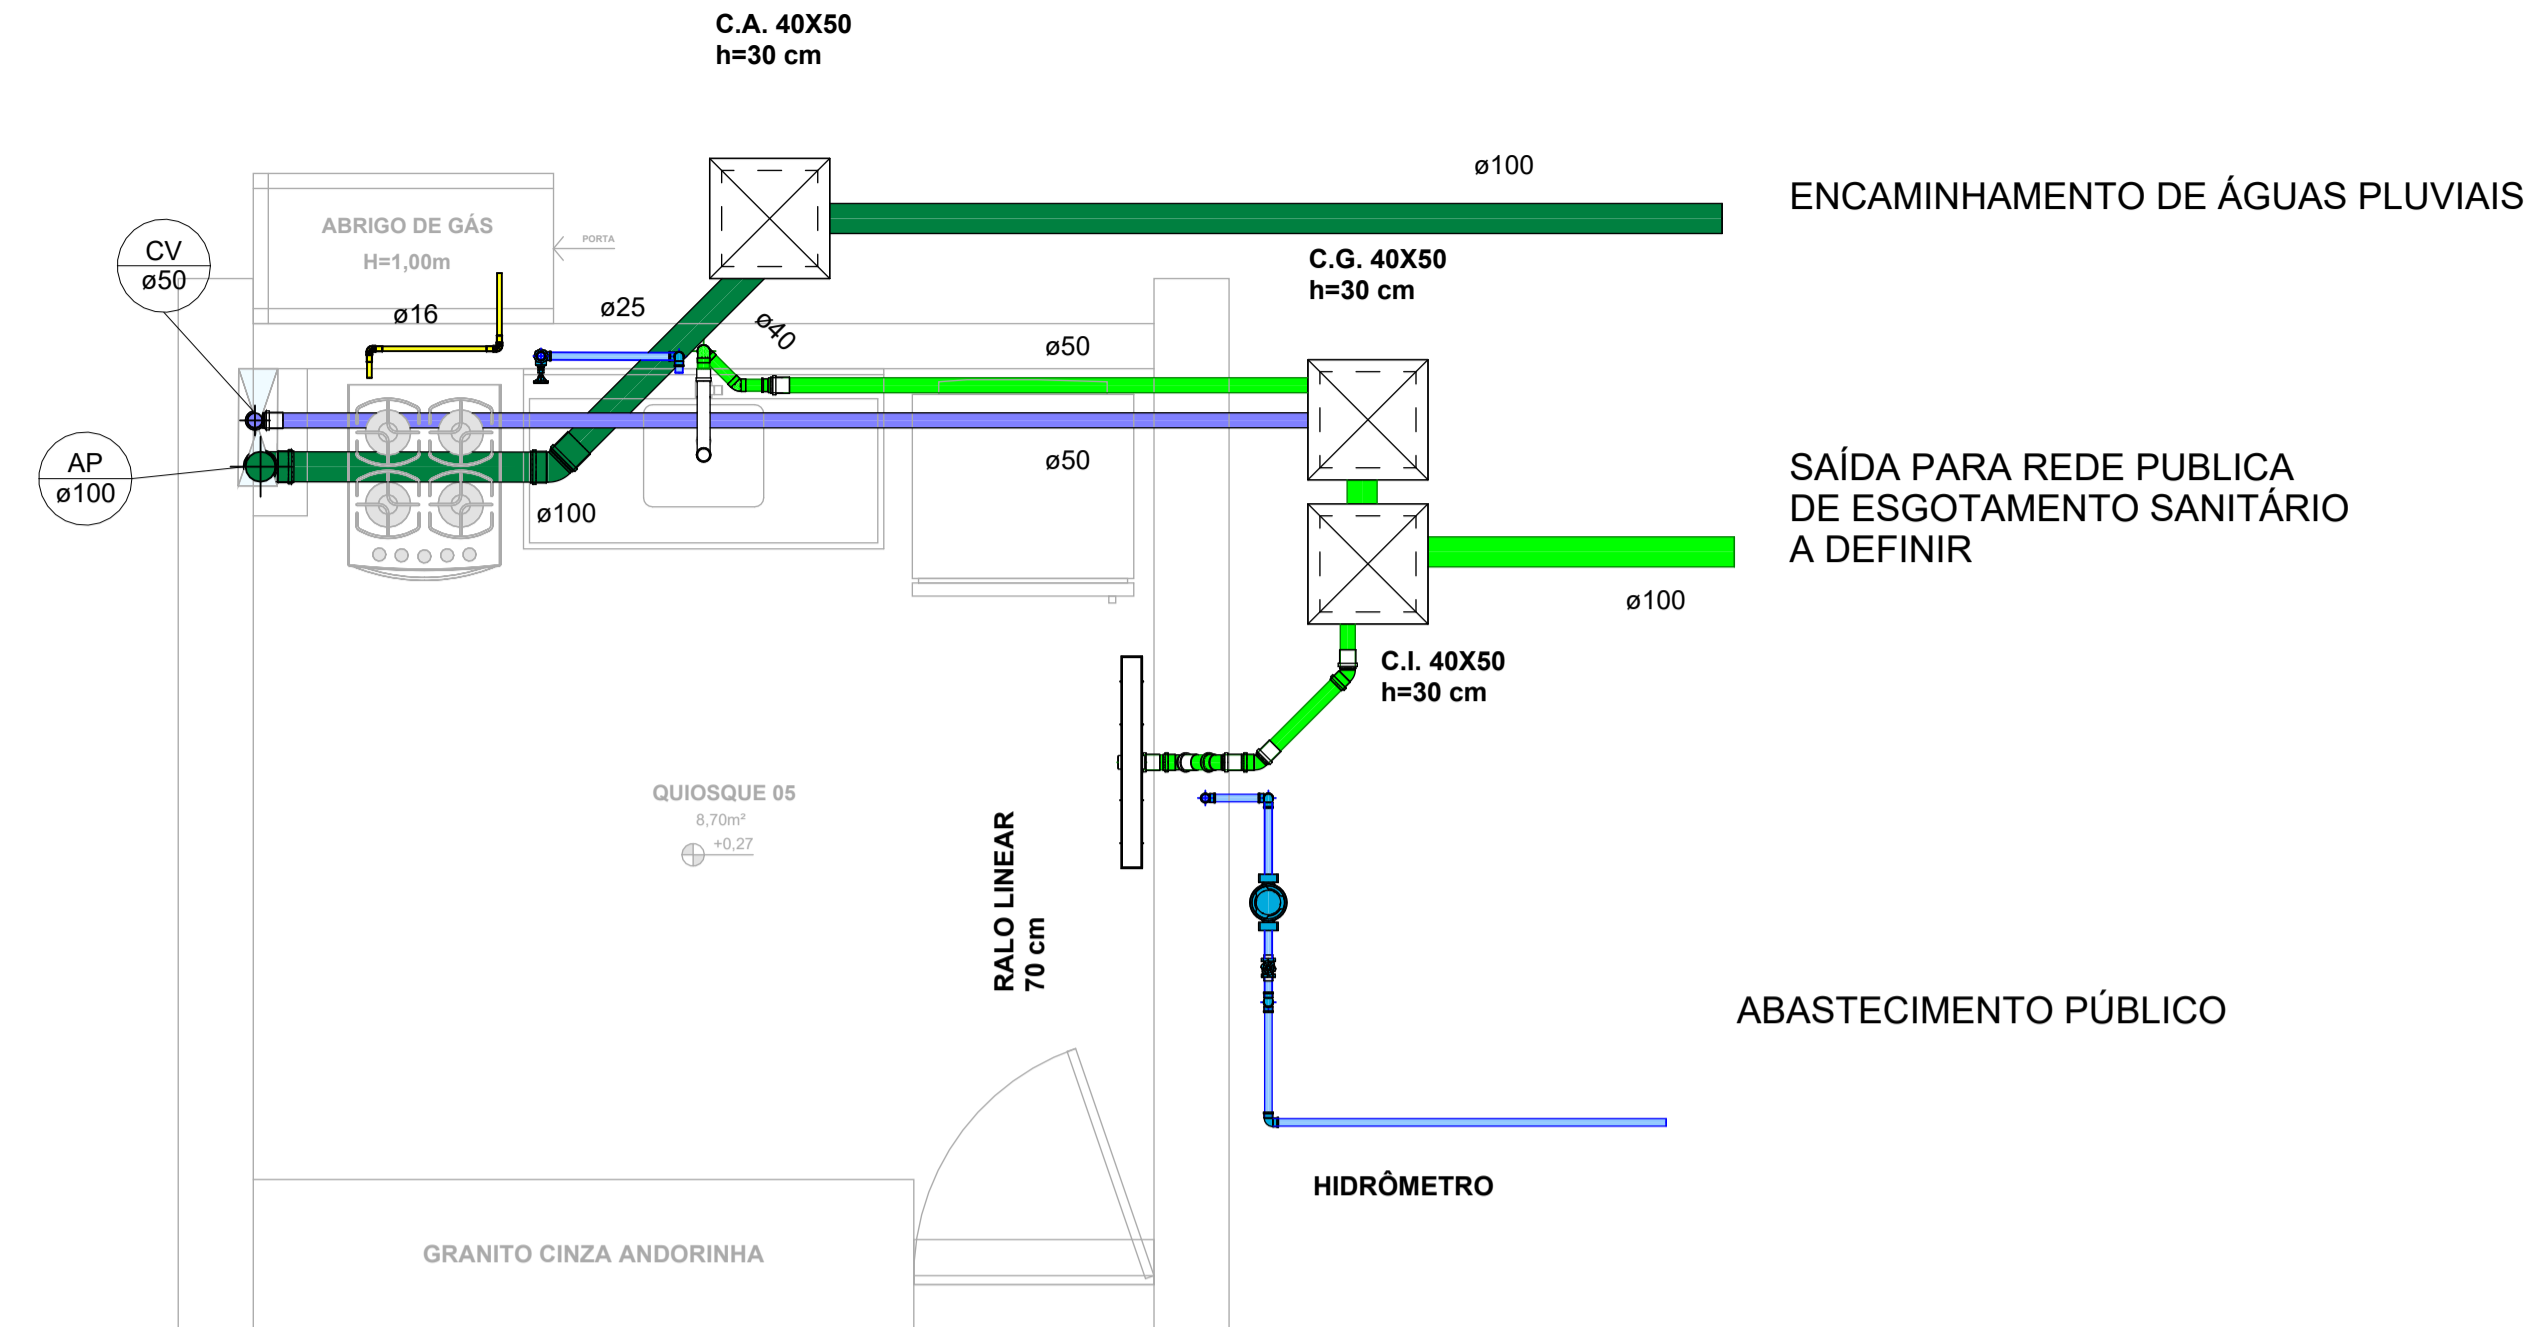 C.A. 40X50
h=30 cm
ø100
ENCAMINHAMENTO DE ÁGUAS PLUVIAIS
ABRIGO DE GÁS
H=1,00m
PORTA
CV
ø50
C.G. 40X50
h=30 cm
ø16
ø25
ø40
ø50
AP
ø100
ø50
ø100
SAÍDA PARA REDE PUBLICA
DE ESGOTAMENTO SANITÁRIO
A DEFINIR
ø100
C.I. 40X50
h=30 cm
QUIOSQUE 05
8,70m²
+0,27
RALO LINEAR
70 cm
ABASTECIMENTO PÚBLICO
HIDRÔMETRO
GRANITO CINZA ANDORINHA